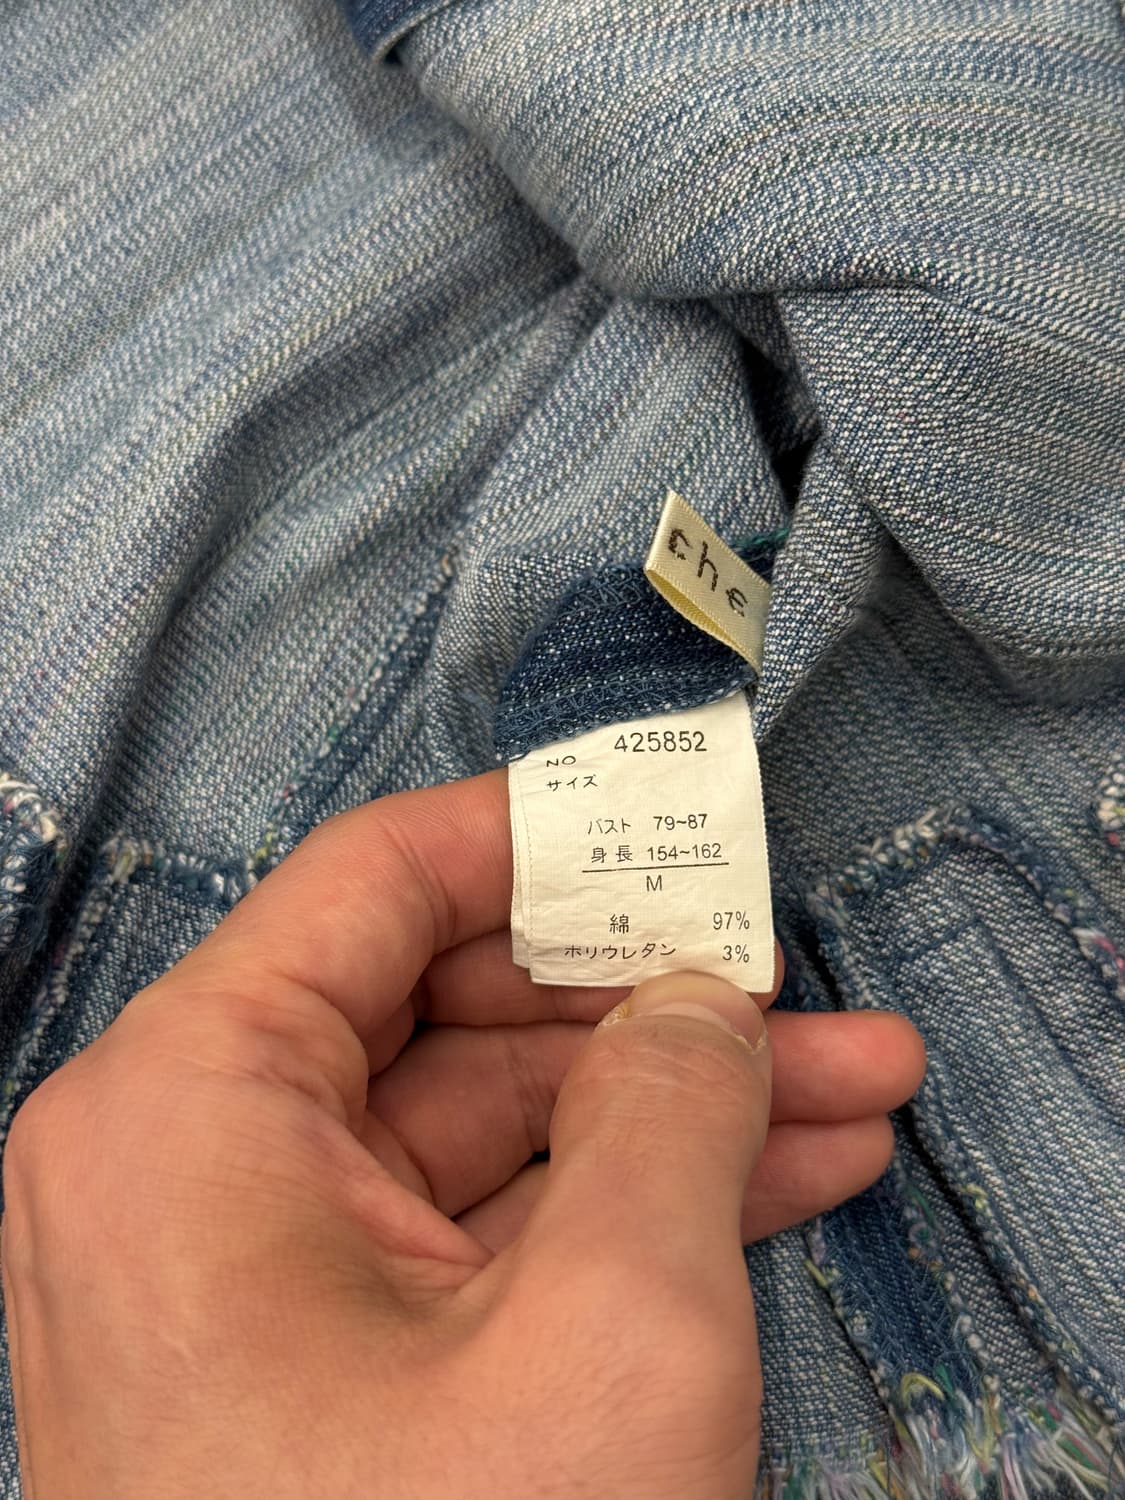 che
NO 425852
サイズ
バスト 79~87
身長 154~162
M
綿 97%
ポリウレタン 3%